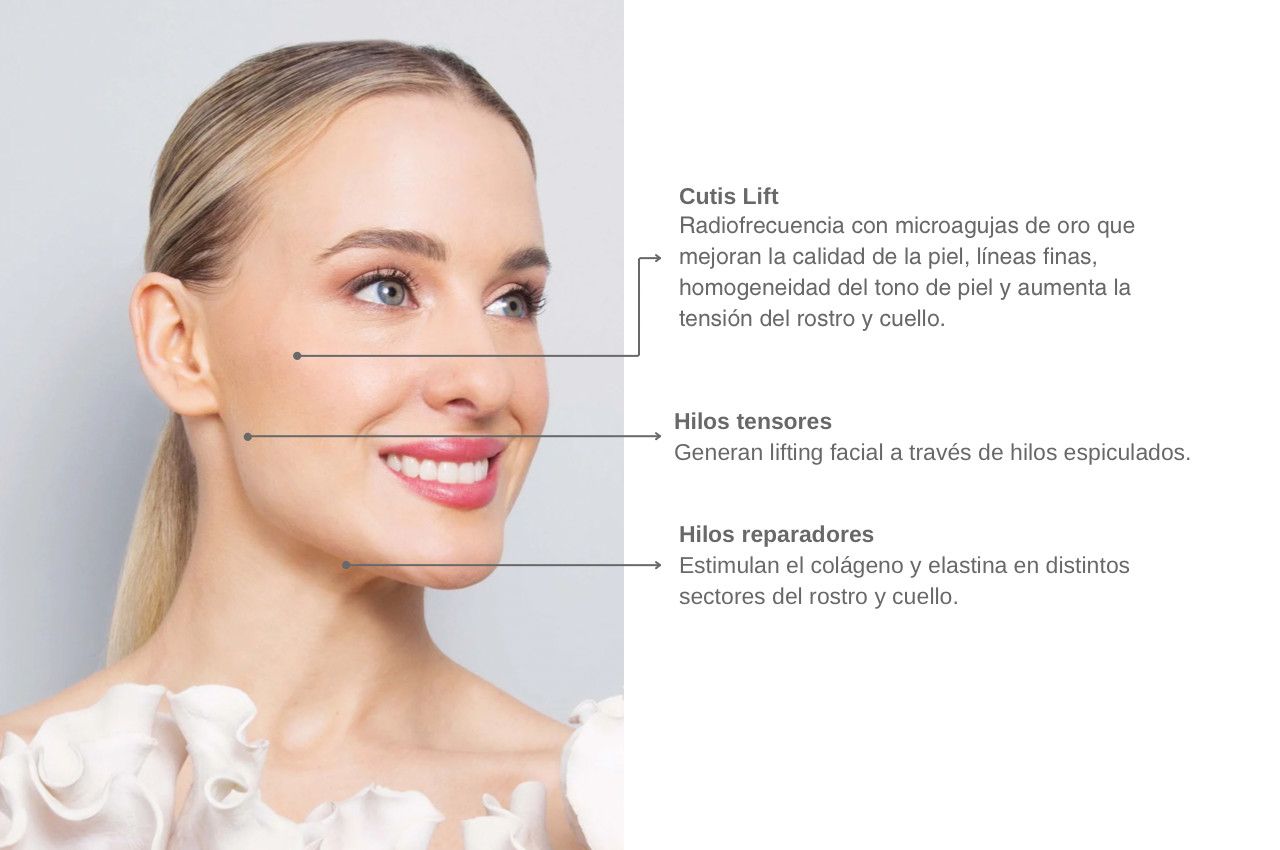 Cutis Lift
Radiofrecuencia con microagujas de oro que
mejoran la calidad de la piel, líneas finas,
homogeneidad del tono de piel y aumenta la
tensión del rostro y cuello.
Hilos tensores
Generan lifting facial a través de hilos espiculados.
Hilos reparadores
Estimulan el colágeno y elastina en distintos
sectores del rostro y cuello.